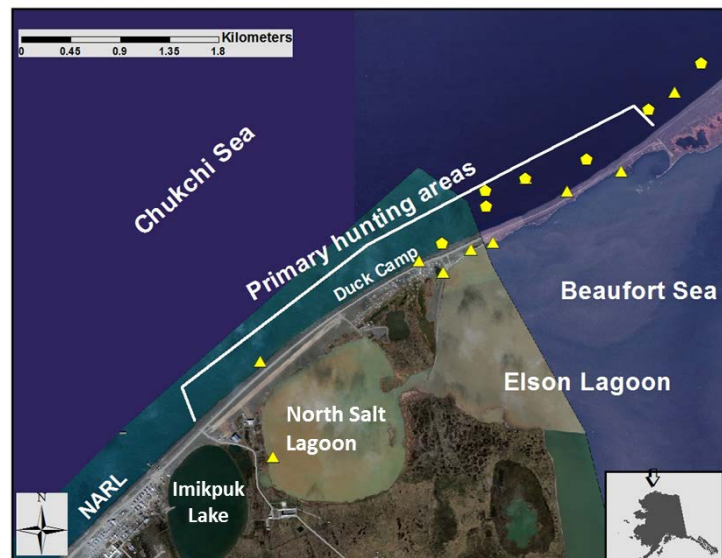 Kilometers
0 0.45 0.9 1.35 1.8
Chukchi Sea
Primary hunting areas
Duck Camp
Beaufort Sea
Elson Lagoon
North Salt
Lagoon
NARL
Imikpuk
Lake
N